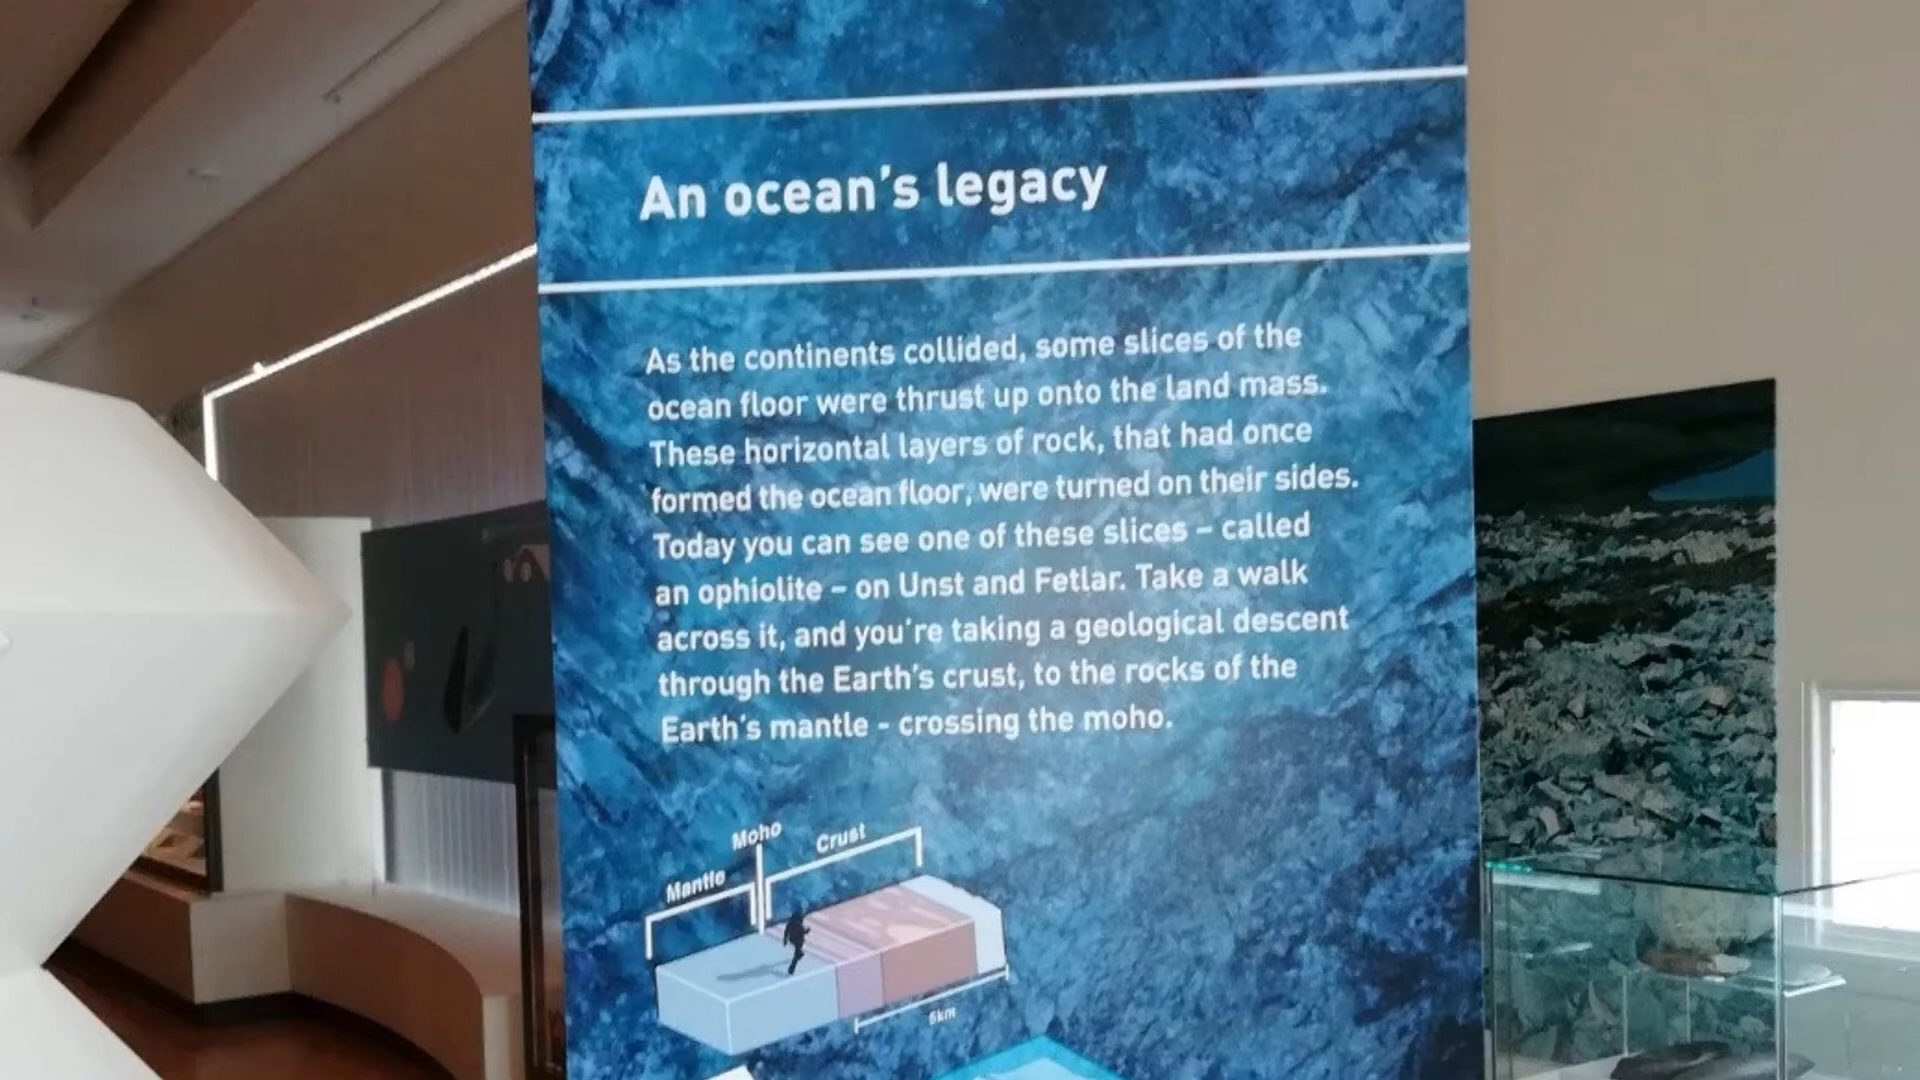 An ocean's legacy
As the continents collided, some slices of the
ocean floor were thrust up onto the land mass.
These horizontal layers of rock, that had once
formed the ocean floor, were turned on their sides.
Today you can see one of these slices – called
an ophiolite – on Unst and Fetlar. Take a walk
across it, and you're taking a geological descent
through the Earth's crust, to the rocks of the
Earth's mantle - crossing the moho.
Moho
Crust
Mantle
6km